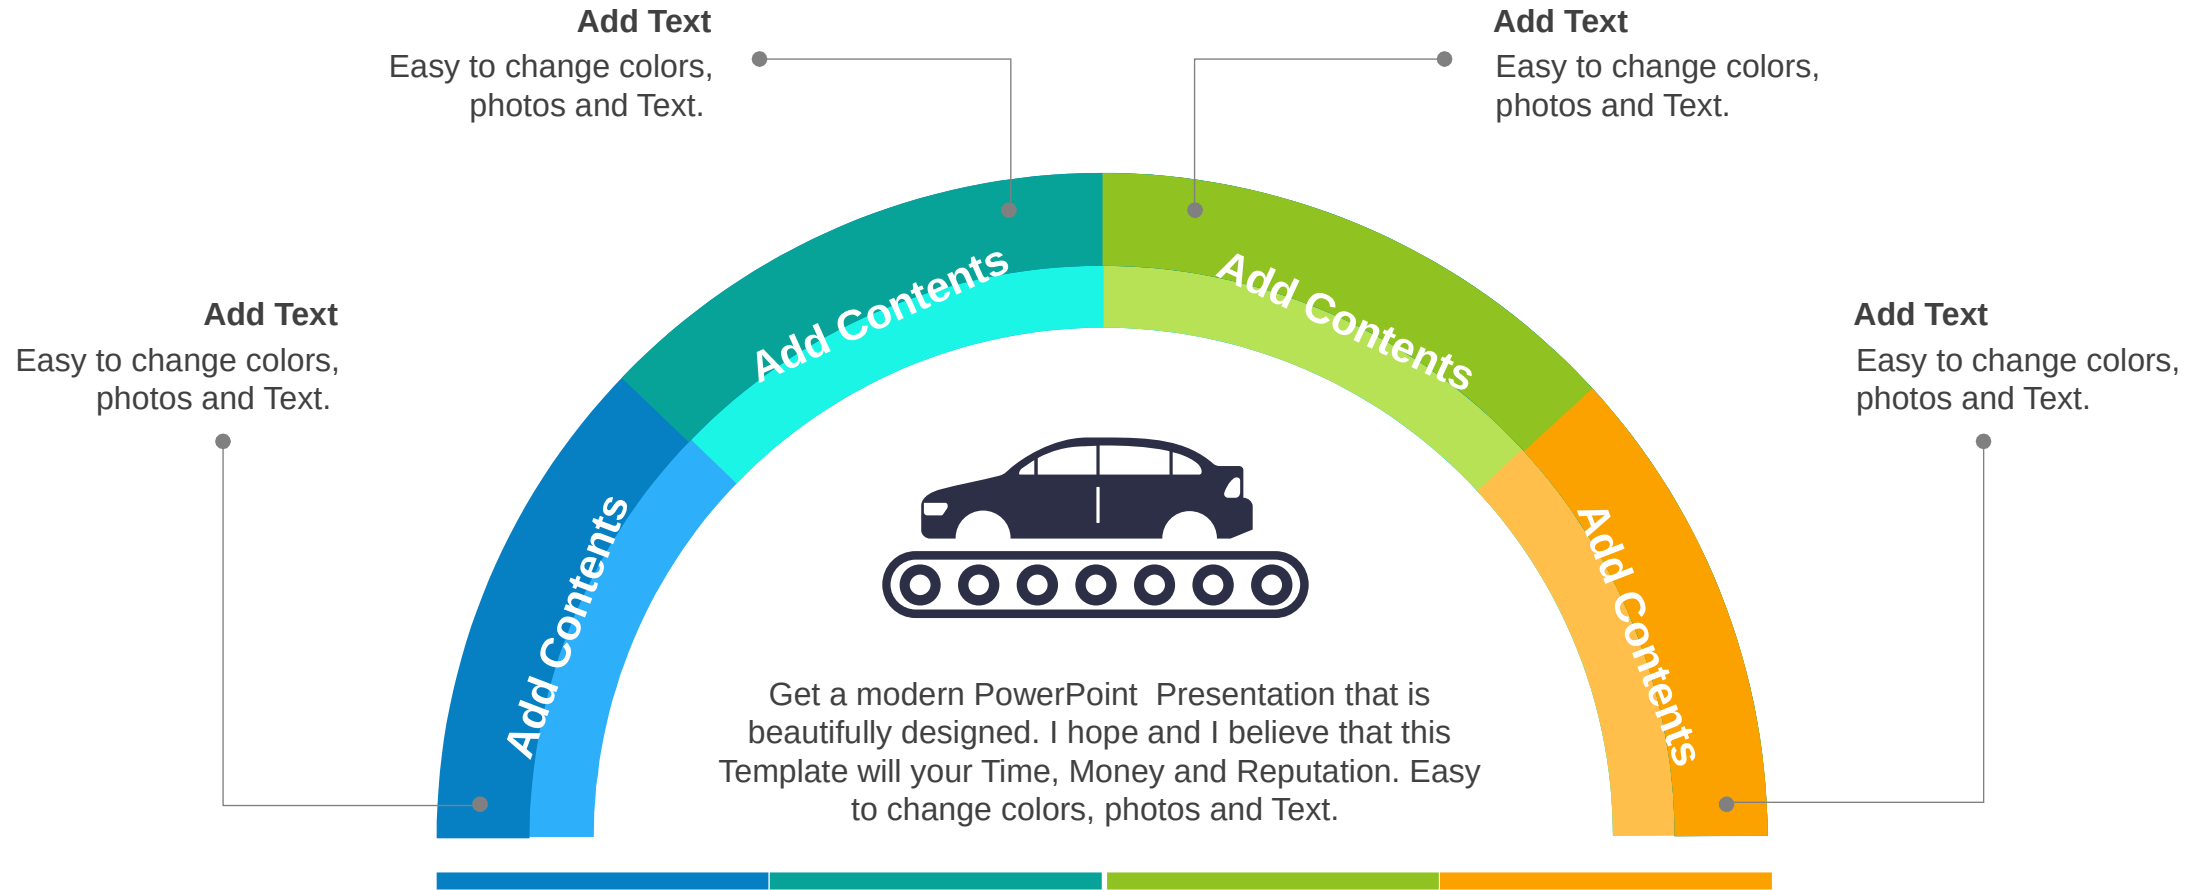 Add Text
Easy to change colors,
photos and Text.
Add Text
Easy to change colors,
photos and Text.
Add Text
Easy to change colors,
photos and Text.
Add Text
Easy to change colors,
photos and Text.
Add Contents
Add Contents
Add Contents
Add Contents
Get a modern PowerPoint  Presentation that is
beautifully designed. I hope and I believe that this
Template will your Time, Money and Reputation. Easy
to change colors, photos and Text.